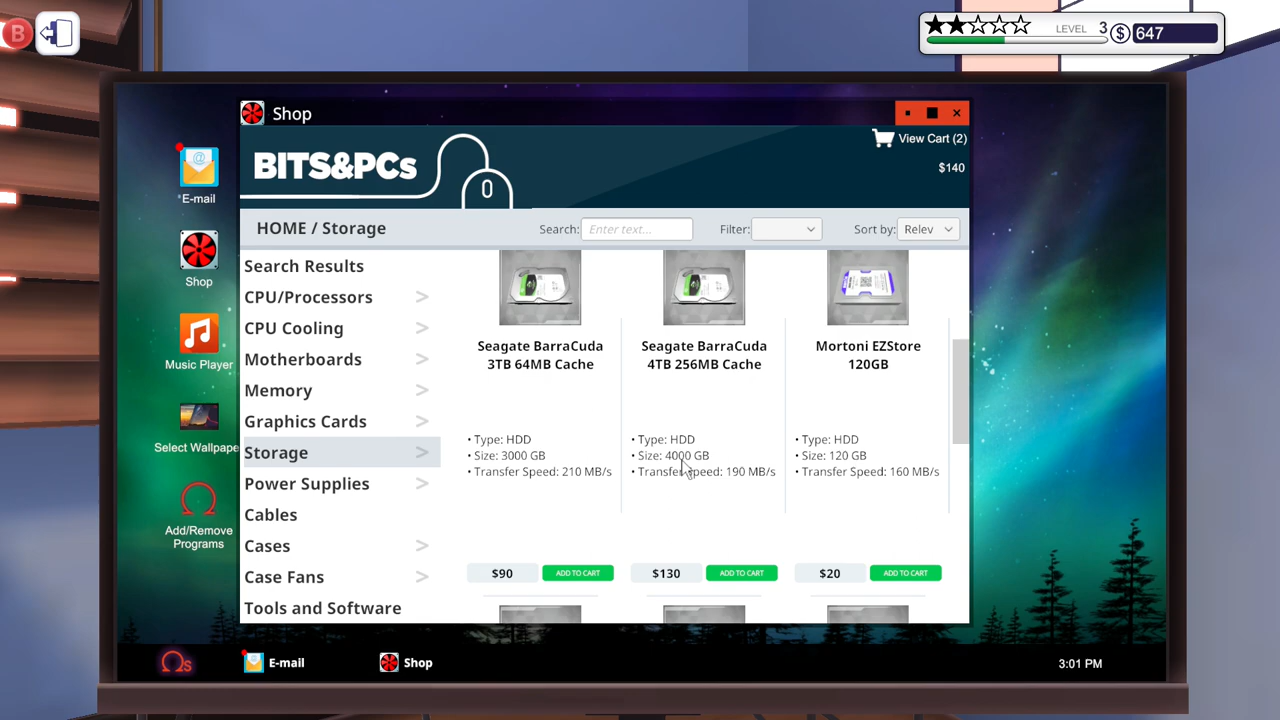 B
LEVEL 3
$ 647
Shop
View Cart (2)
BITS&PCs
$140
HOME / Storage
Search: Enter text...
Filter:
Sort by: Relev
E-mail
Shop
Music Player
Select Wallpape
Add/Remove
Programs
Search Results
CPU/Processors >
CPU Cooling >
Motherboards >
Memory >
Graphics Cards >
Storage >
Power Supplies >
Cables
Cases >
Case Fans >
Tools and Software
Seagate BarraCuda
3TB 64MB Cache
• Type: HDD
• Size: 3000 GB
• Transfer Speed: 210 MB/s
$90 ADD TO CART
Seagate BarraCuda
4TB 256MB Cache
• Type: HDD
• Size: 4000 GB
• Transfer Speed: 190 MB/s
$130 ADD TO CART
Mortoni EZStore
120GB
• Type: HDD
• Size: 120 GB
• Transfer Speed: 160 MB/s
$20 ADD TO CART
Ωs
E-mail
Shop
3:01 PM